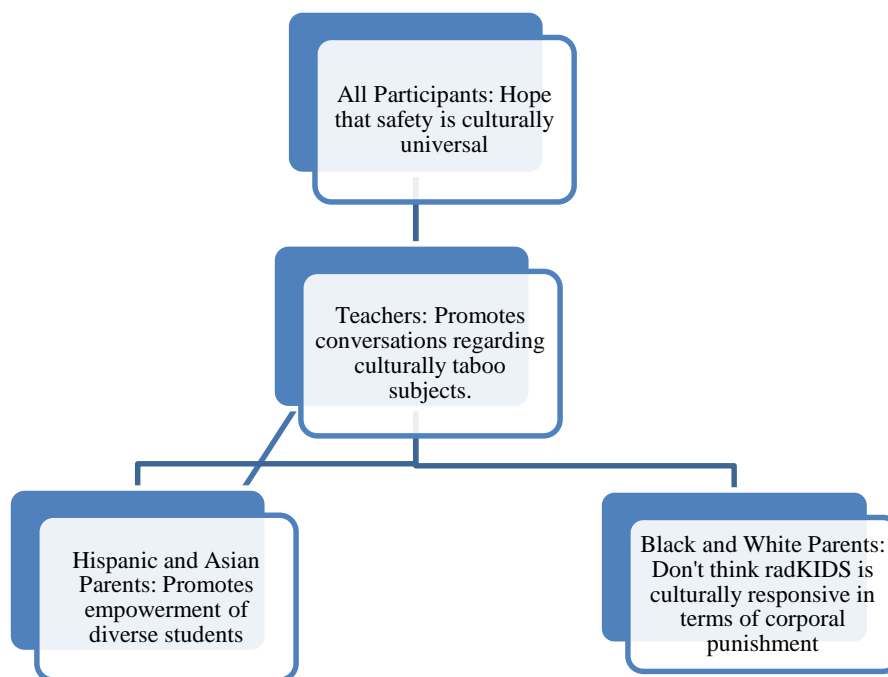 All Participants: Hope
that safety is culturally
universal
Teachers: Promotes
conversations regarding
culturally taboo
subjects.
Hispanic and Asian
Parents: Promotes
empowerment of
diverse students
Black and White Parents:
Don't think radKIDS is
culturally responsive in
terms of corporal
punishment